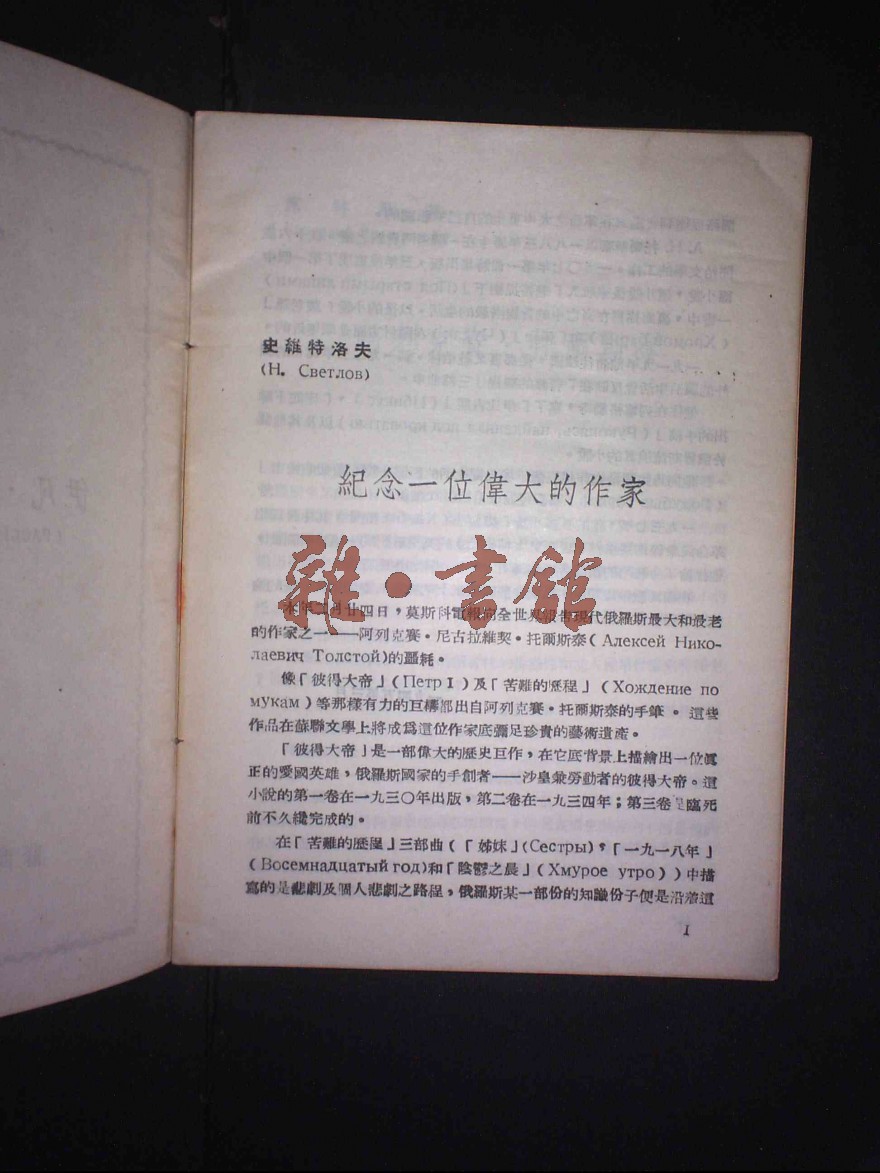 史維特洛夫
(Н. Светлов)
紀念一位偉大的作家
雜·書館
本年二月廿四日，莫斯科電報向全世界報告現代俄羅斯最大和最老
的作家之一——阿列克賽·尼古拉維契·托爾斯泰(Алексей Нико-
лаевич Толстой)的噩耗。
像「彼得大帝」(Петр I)及「苦難的歷程」(Хождение по
мукам)等那樣有力的巨構都出自阿列克賽·托爾斯泰的手筆。這些
作品在蘇聯文學上將成爲這位作家底彌足珍貴的藝術遺產。
「彼得大帝」是一部偉大的歷史巨作，在它底背景上描繪出一位眞
正的愛國英雄，俄羅斯國家的手創者——沙皇兼勞動者的彼得大帝。這
小說的第一卷在一九三〇年出版，第二卷在一九三四年；第三卷是臨死
前不久纔完成的。
在「苦難的歷程」三部曲(「姊妹」(Сестры)，「一九一八年」
(Восемнадцатый год)和「陰鬱之晨」(Хмурое утро))中描
寫的是悲劇及個人悲劇之路程，俄羅斯某一部份的知識份子便是沿着這
I